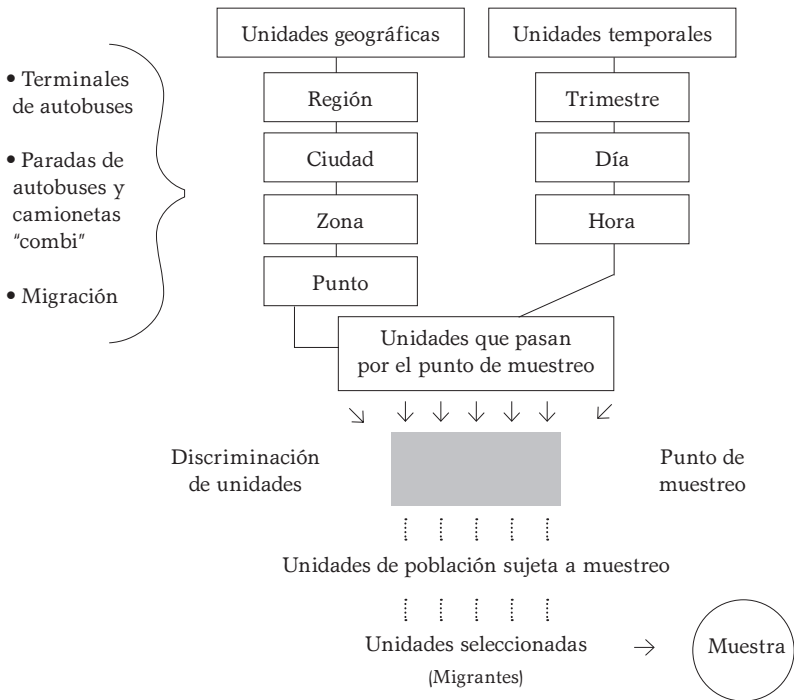 Unidades geográficas
Unidades temporales
• Terminales
de autobuses
• Paradas de
autobuses y
camionetas
"combi"
• Migración
Región
Ciudad
Zona
Punto
Trimestre
Día
Hora
Unidades que pasan
por el punto de muestreo
Discriminación
de unidades
Punto de
muestreo
Unidades de población sujeta a muestreo
Unidades seleccionadas
(Migrantes)
Muestra